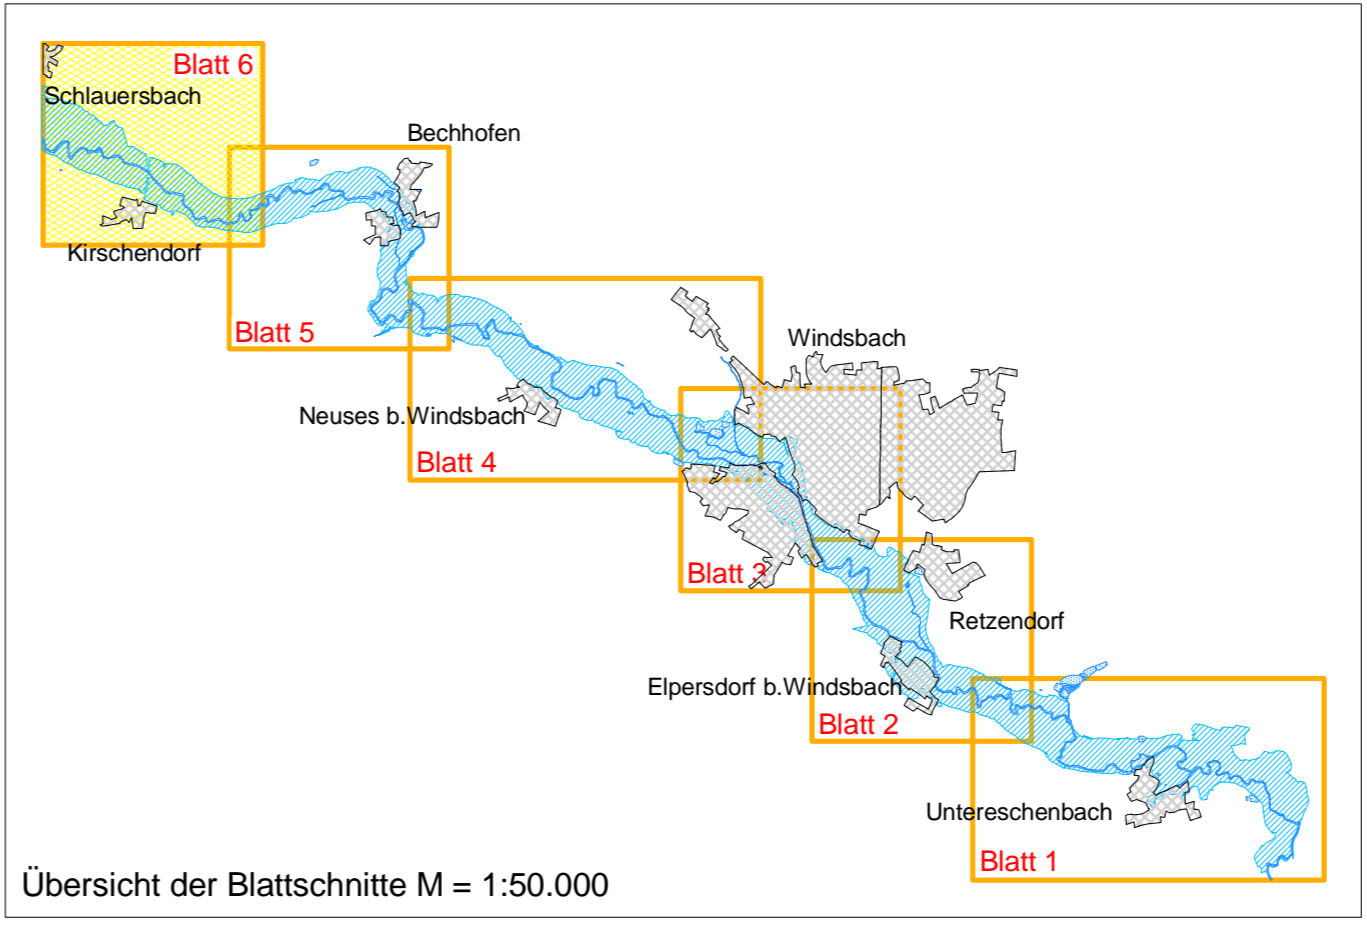 Blatt 6
Schlauersbach
Bechhofen
Kirschendorf
Blatt 5
Windsbach
Neuses b.Windsbach
Blatt 4
Blatt 3
Retzendorf
Elpersdorf b.Windsbach
Blatt 2
Untereschenbach
Blatt 1
Übersicht der Blattschnitte M = 1:50.000